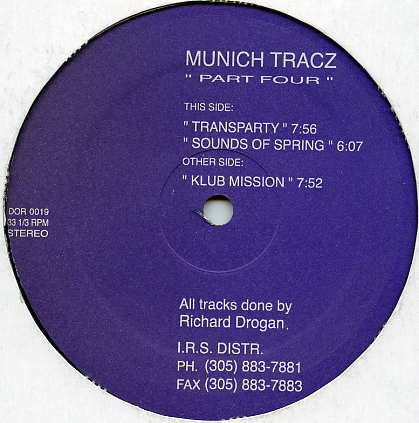 MUNICH TRACZ
" PART FOUR "
THIS SIDE:
" TRANSPARTY " 7:56
" SOUNDS OF SPRING " 6:07
OTHER SIDE:
" KLUB MISSION " 7:52
DOR 0019
33 1/3 RPM
STEREO
All tracks done by
Richard Drogan.
I.R.S. DISTR.
PH. (305) 883-7881
FAX (305) 883-7883